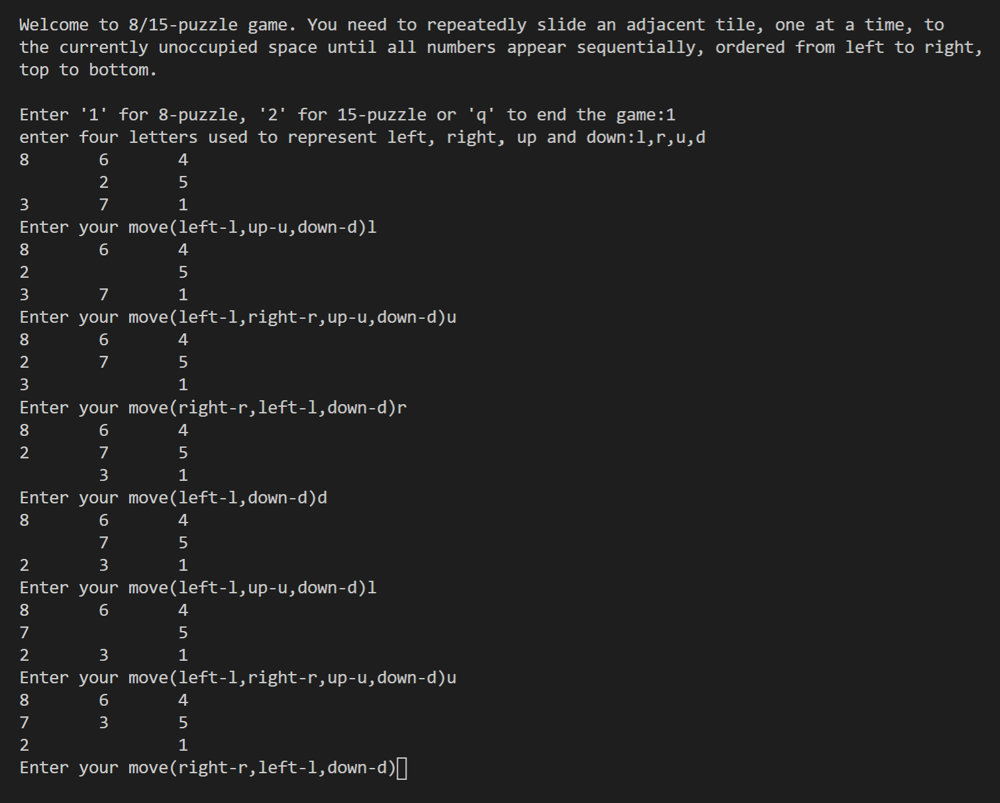 Welcome to 8/15-puzzle game. You need to repeatedly slide an adjacent tile, one at a time, to
the currently unoccupied space until all numbers appear sequentially, ordered from left to right,
top to bottom.
Enter '1' for 8-puzzle, '2' for 15-puzzle or 'q' to end the game:1
enter four letters used to represent left, right, up and down:l,r,u,d
8 6 4
2 5
3 7 1
Enter your move(left-l,up-u,down-d)l
8 6 4
2 5
3 7 1
Enter your move(left-l,right-r,up-u,down-d)u
8 6 4
2 7 5
3 1
Enter your move(right-r,left-l,down-d)r
8 6 4
2 7 5
3 1
Enter your move(left-l,down-d)d
8 6 4
7 5
2 3 1
Enter your move(left-l,up-u,down-d)l
8 6 4
7 5
2 3 1
Enter your move(left-l,right-r,up-u,down-d)u
8 6 4
7 3 5
2 1
Enter your move(right-r,left-l,down-d)